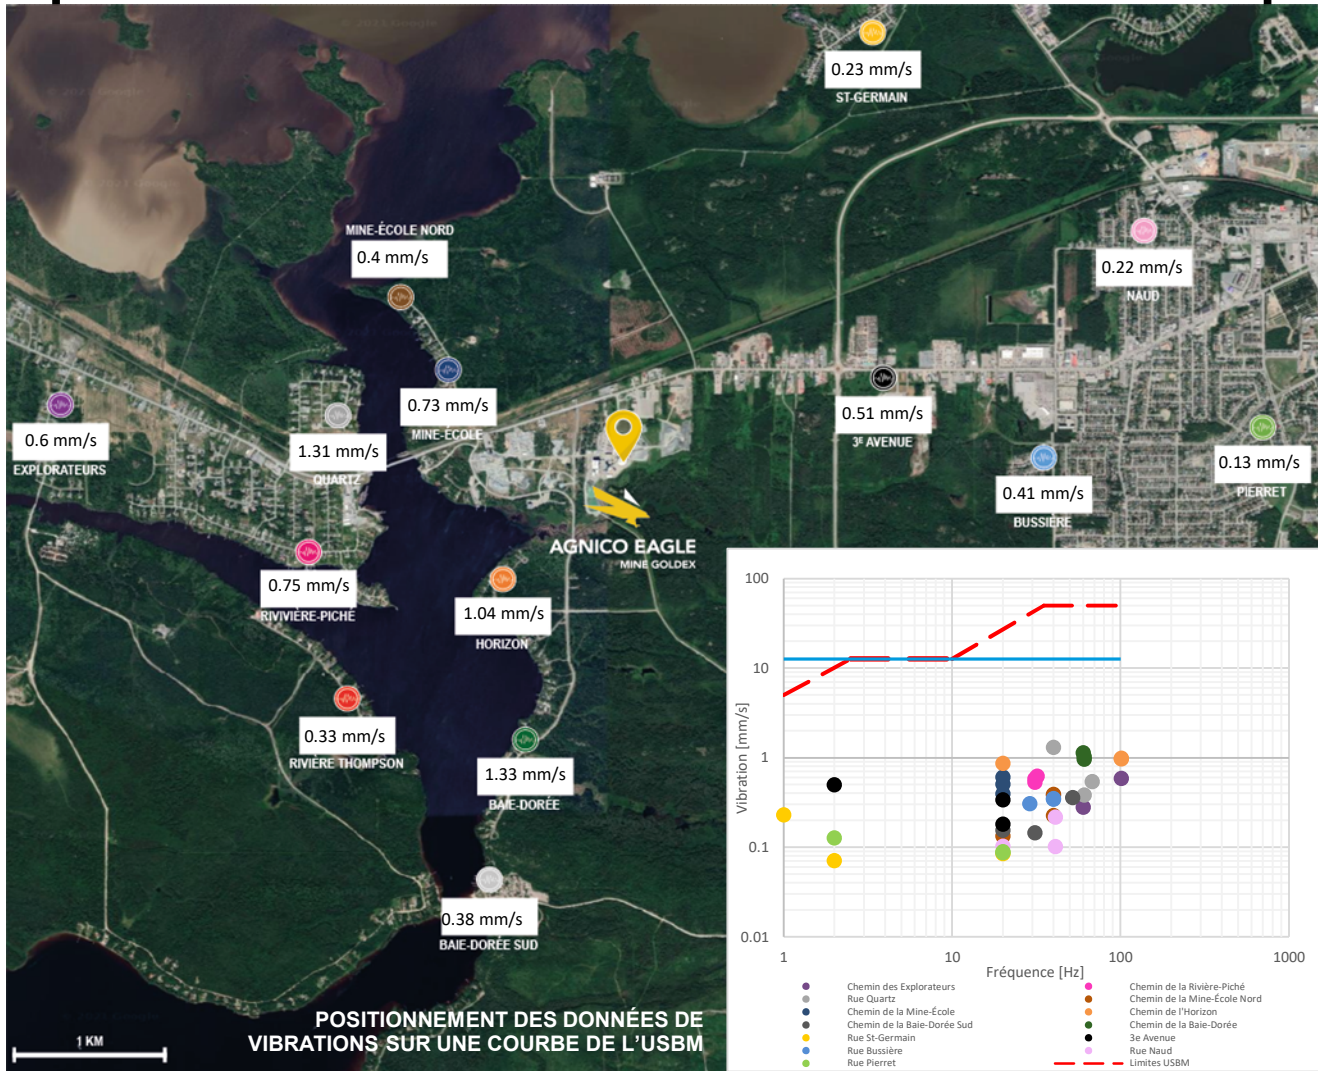 0.23 mm/s
ST-GERMAIN
MINE-ÉCOLE NORD
0.4 mm/s
0.22 mm/s
NAUD
0.73 mm/s
MINE-ÉCOLE
0.6 mm/s
EXPLORATEURS
1.31 mm/s
QUARTZ
0.51 mm/s
3E AVENUE
0.41 mm/s
BUSSIÈRE
0.13 mm/s
PIERRET
AGNICO EAGLE
MINE GOLDEX
0.75 mm/s
RIVIVIÈRE-PICHÉ
1.04 mm/s
HORIZON
0.33 mm/s
RIVIÈRE THOMPSON
1.33 mm/s
BAIE-DORÉE
0.38 mm/s
BAIE-DORÉE SUD
POSITIONNEMENT DES DONNÉES DE
VIBRATIONS SUR UNE COURBE DE L'USBM
1 KM
100
10
1
0.1
0.01
Vibration [mm/s]
1 10 100 1000
Fréquence [Hz]
Chemin des Explorateurs
Chemin de la Rivière-Piché
Rue Quartz
Chemin de la Mine-École Nord
Chemin de la Mine-École
Chemin de l'Horizon
Chemin de la Baie-Dorée Sud
Chemin de la Baie-Dorée
Rue St-Germain
3e Avenue
Rue Bussière
Rue Naud
Rue Pierret
Limites USBM